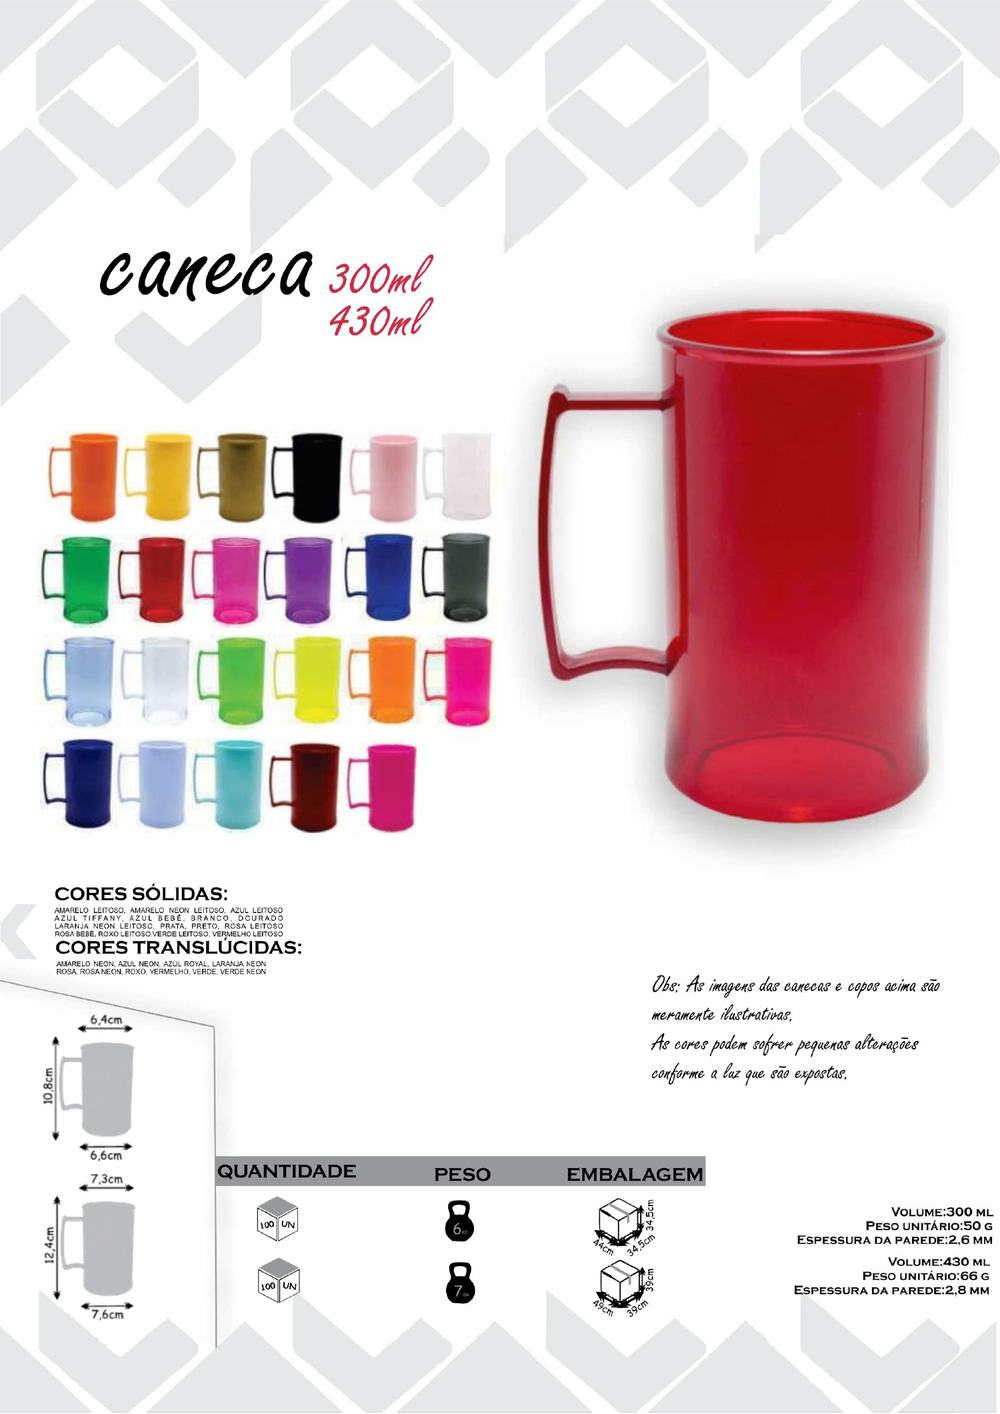 caneca 300ml
430ml
CORES SÓLIDAS:
AMARELO LEITOSO, AMARELO NEON LEITOSO, AZUL LEITOSO
AZUL TIFFANY, AZUL BEBÊ, BRANCO, DOURADO
LARANJA NEON LEITOSO, PRATA, PRETO, ROSA LEITOSO
ROSA BEBÊ, ROXO LEITOSO,VERDE LEITOSO, VERMELHO LEITOSO
CORES TRANSLÚCIDAS:
AMARELO NEON, AZUL NEON, AZUL ROYAL, LARANJA NEON
ROSA, ROSA NEON, ROXO, VERMELHO, VERDE, VERDE NEON
Obs: As imagens das canecas e copos acima são
meramente ilustrativas.
As cores podem sofrer pequenas alterações
conforme a luz que são expostas.
6,4cm
10,8cm
6,6cm
7,3cm
12,4cm
7,6cm
QUANTIDADE PESO EMBALAGEM
100 UN 6 44cm 34,5cm 34,5cm
100 UN 7 49cm 39cm 39cm
VOLUME:300 ML
PESO UNITÁRIO:50 G
ESPESSURA DA PAREDE:2,6 MM
VOLUME:430 ML
PESO UNITÁRIO:66 G
ESPESSURA DA PAREDE:2,8 MM